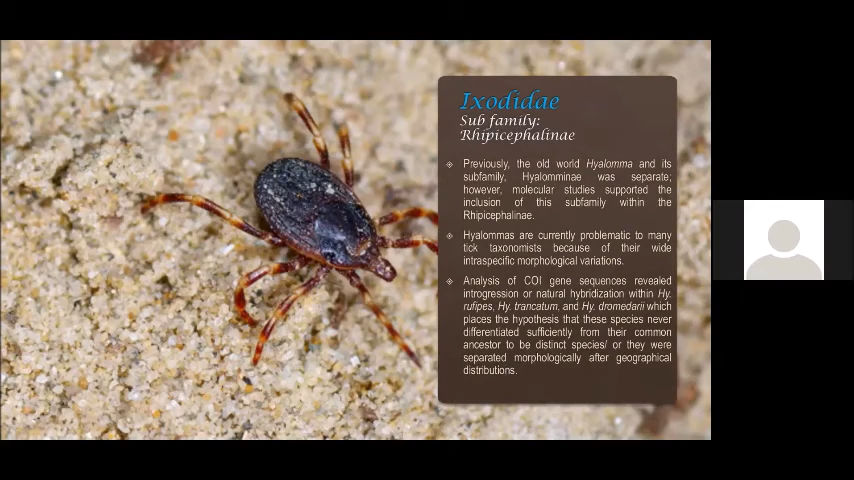 Ixodidae
Sub family:
Rhipicephalinae
Previously, the old world Hyalomma and its
subfamily, Hyalomminae was separate;
however, molecular studies supported the
inclusion of this subfamily within the
Rhipicephalinae.
Hyalommas are currently problematic to many
tick taxonomists because of their wide
intraspecific morphological variations.
Analysis of COI gene sequences revealed
introgression or natural hybridization within Hy.
rufipes, Hy. trancatum, and Hy. dromedarii which
places the hypothesis that these species never
differentiated sufficiently from their common
ancestor to be distinct species/ or they were
separated morphologically after geographical
distributions.